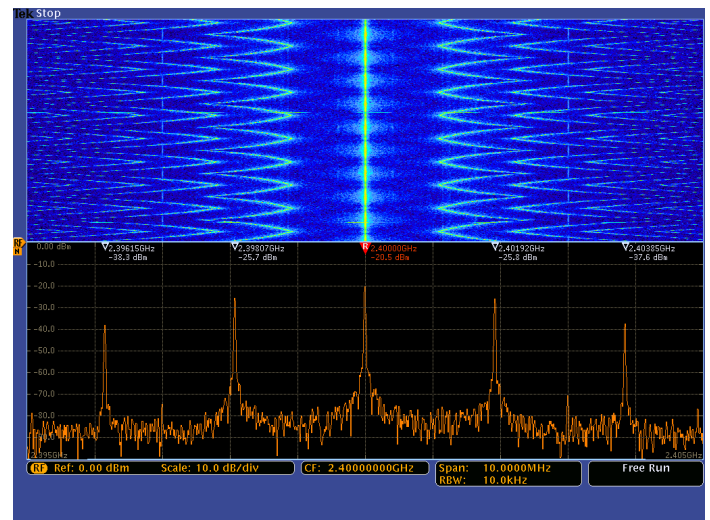 Tek Stop
RF
M
0.00 dBm
2.39615GHz
-38.3 dBm
2.39807GHz
-25.7 dBm
R
2.40000GHz
-20.5 dBm
2.40192GHz
-25.8 dBm
2.40385GHz
-37.6 dBm
-10.0
-20.0
-30.0
-40.0
-50.0
-60.0
-70.0
-80.0
2.395GHz
2.405GHz
RF Ref: 0.00 dBm Scale: 10.0 dB/div
CF: 2.40000000GHz
Span: 10.0000MHz
RBW: 10.0kHz
Free Run